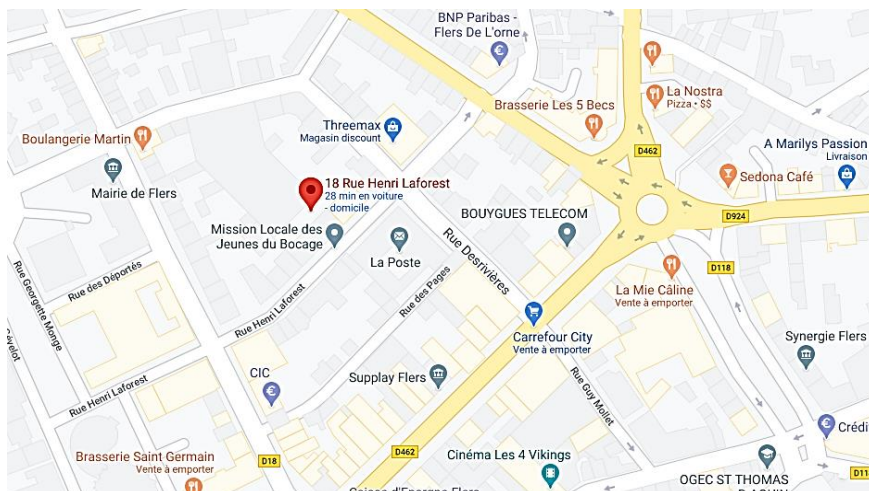 BNP Paribas -
Flers De L'orne
La Nostra
Pizza • $$
Brasserie Les 5 Becs
Threemax
Magasin discount
Boulangerie Martin
D462
A Marilys Passion
Livraison
Mairie de Flers
18 Rue Henri Laforest
28 min en voiture
- domicile
Sedona Café
BOUYGUES TELECOM
D924
Mission Locale des
Jeunes du Bocage
La Poste
Rue Desrivières
D118
Rue des Déportés
Rue Georgette Monge
Rue Henri Laforest
Rue des Pages
La Mie Câline
Vente à emporter
Carrefour City
Vente à emporter
Synergie Flers
CIC
Supplay Flers
Rue Guy Mollet
Rue Henri Laforest
Crédit
D462
Brasserie Saint Germain
Vente à emporter
D18
Cinéma Les 4 Vikings
OGEC ST THOMAS
D11